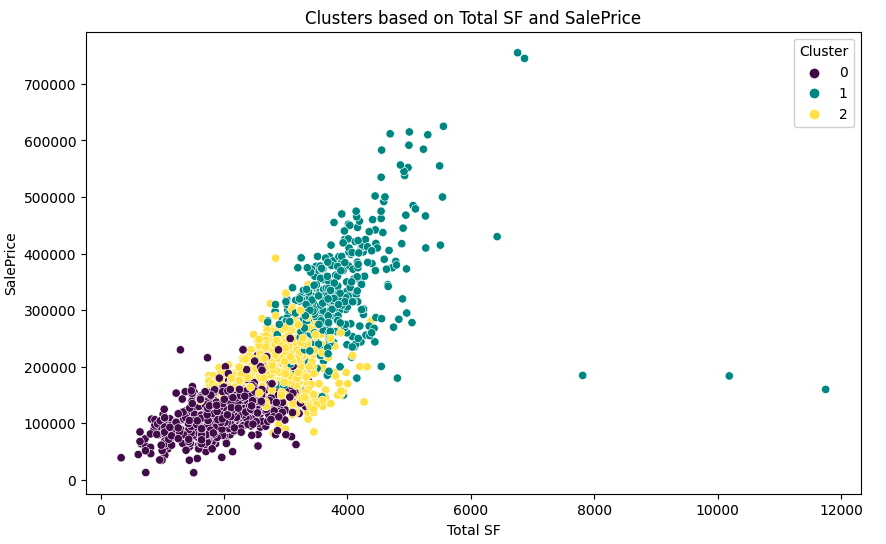 Clusters based on Total SF and SalePrice
Cluster
0
1
2
SalePrice
700000
600000
500000
400000
300000
200000
100000
0
0 2000 4000 6000 8000 10000 12000
Total SF